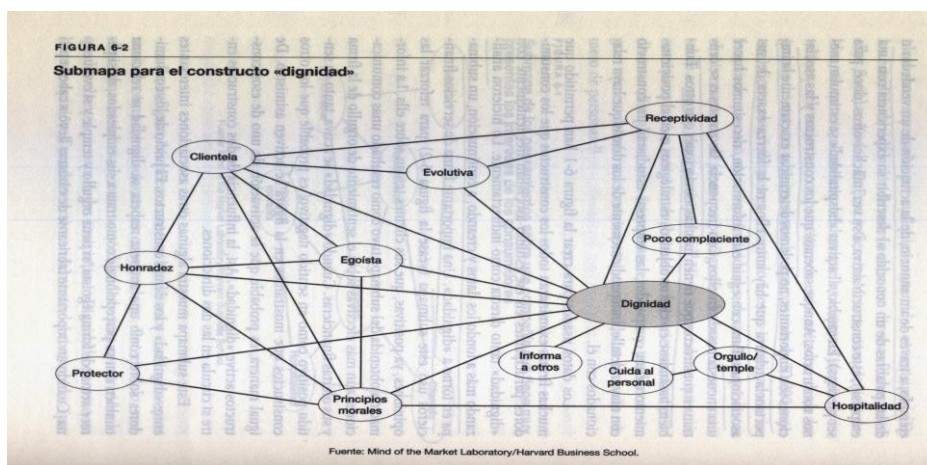 FIGURA 6-2
Submapa para el constructo «dignidad»
Receptividad
Clientela
Evolutiva
Poco complaciente
Honradez
Egoísta
Dignidad
Informa
a otros
Cuida al
personal
Orgullo/
temple
Protector
Principios
morales
Hospitalidad
Fuente: Mind of the Market Laboratory/Harvard Business School.